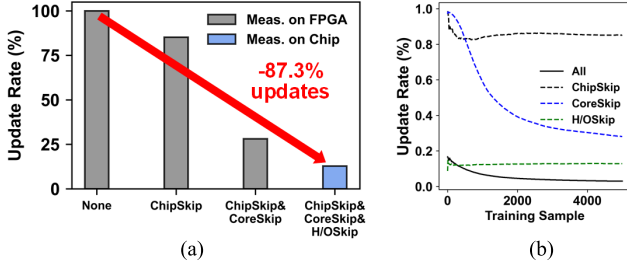 Update Rate (%)
100
75
50
25
0
Meas. on FPGA
Meas. on Chip
-87.3%
updates
None
ChipSkip
ChipSkip&
CoreSkip
ChipSkip&
CoreSkip&
H/OSkip
(a)
Update Rate (%)
1.0
0.8
0.6
0.4
0.2
0.0
All
ChipSkip
CoreSkip
H/OSkip
0
2000
4000
Training Sample
(b)